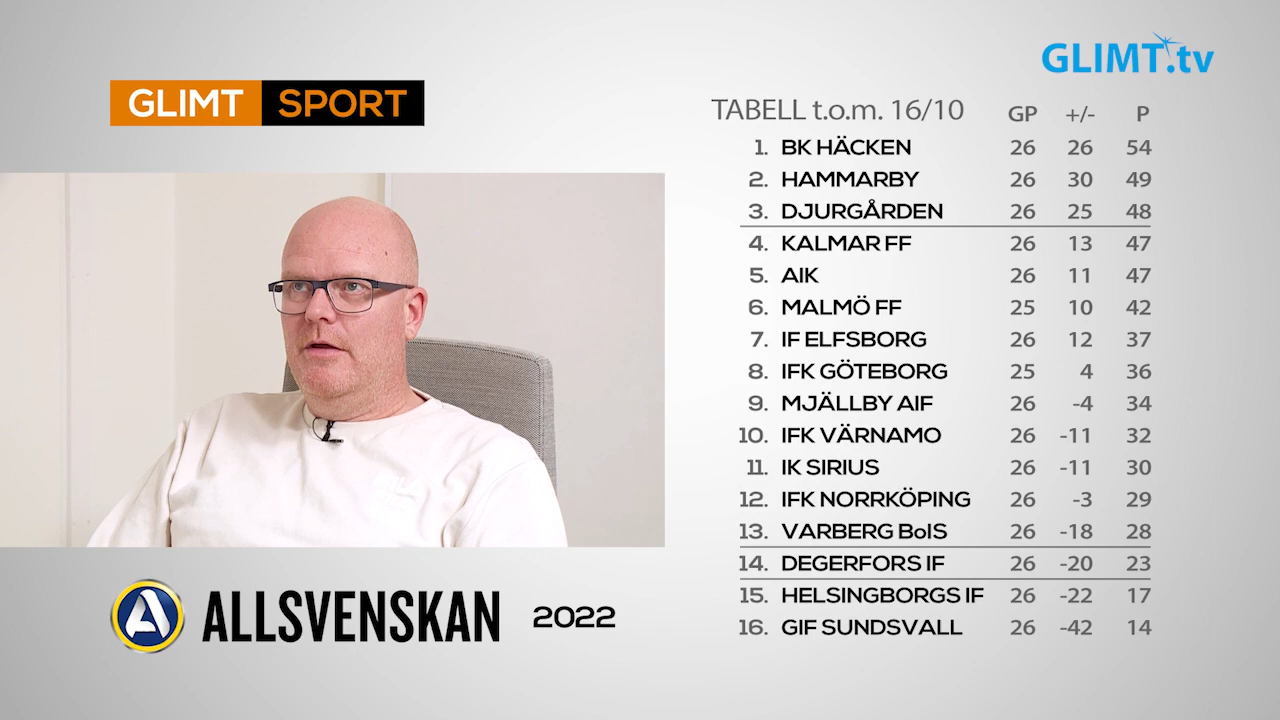 GLIMT.tv
GLIMT SPORT
TABELL t.o.m. 16/10 GP +/- P
1. BK HÄCKEN 26 26 54
2. HAMMARBY 26 30 49
3. DJURGÅRDEN 26 25 48
4. KALMAR FF 26 13 47
5. AIK 26 11 47
6. MALMÖ FF 25 10 42
7. IF ELFSBORG 26 12 37
8. IFK GÖTEBORG 25 4 36
9. MJÄLLBY AIF 26 -4 34
10. IFK VÄRNAMO 26 -11 32
11. IK SIRIUS 26 -11 30
12. IFK NORRKÖPING 26 -3 29
13. VARBERG BoIS 26 -18 28
14. DEGERFORS IF 26 -20 23
15. HELSINGBORGS IF 26 -22 17
16. GIF SUNDSVALL 26 -42 14
A ALLSVENSKAN 2022